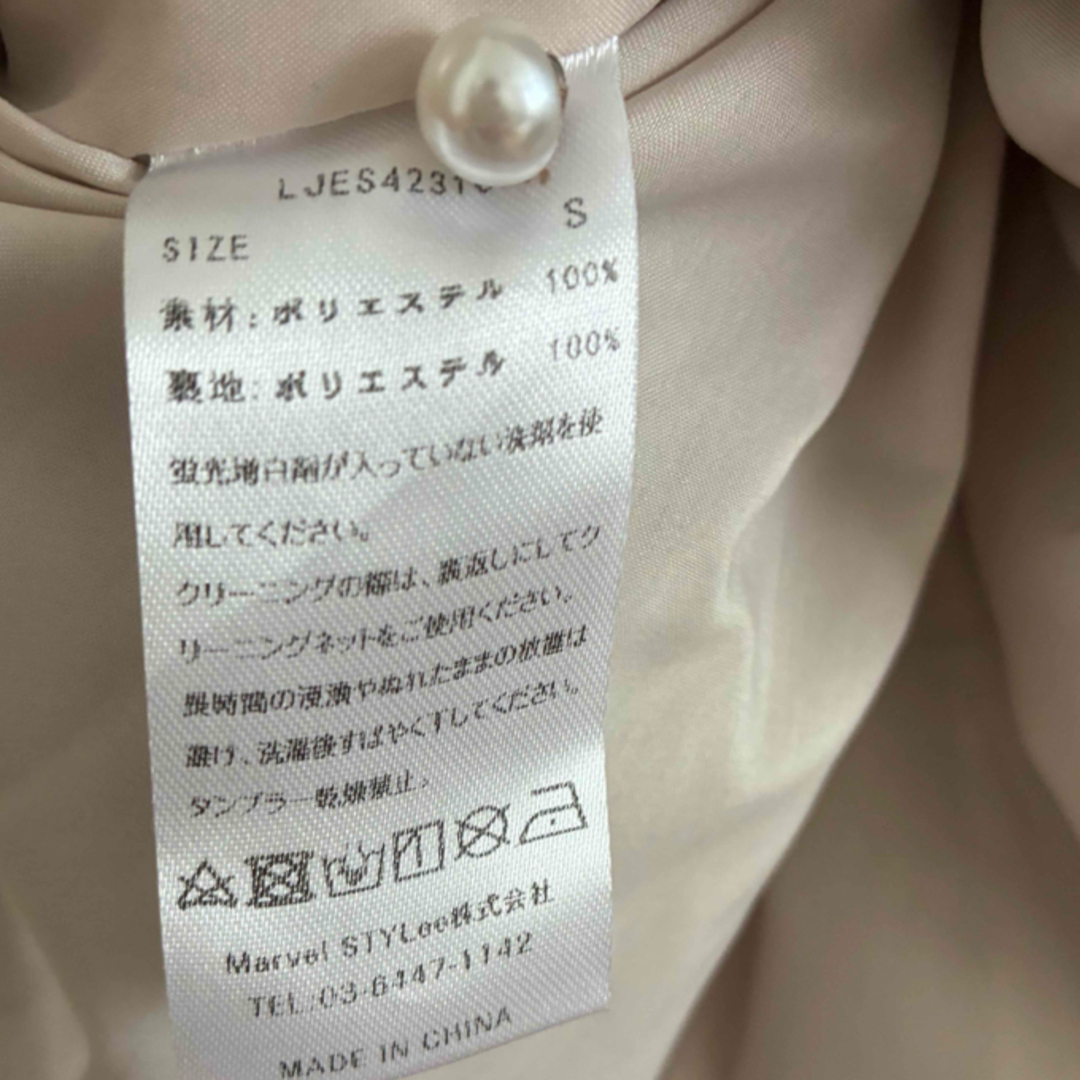 SIZE S
素材: ポリエステル 100%
裏地: ポリエステル 100%
蛍光増白剤が入っていない洗剤を使
用してください。
クリーニングの際は、裏返しにしてク
リーニングネットをご使用ください。
長時間の浸漬やぬれたままの放置は
避け、洗濯後すばやく干してください。
タンブラー乾燥禁止。
Marvel STYLee株式会社
TEL:03-6447-1142
MADE IN CHINA